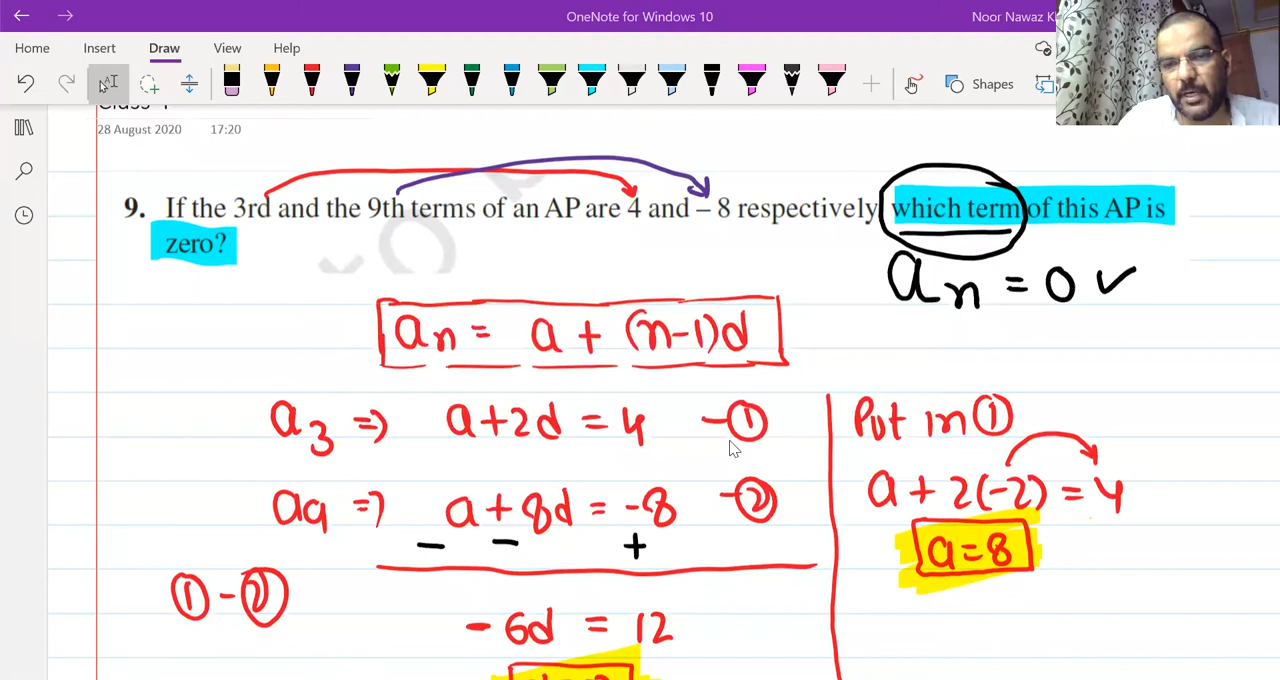 OneNote for Windows 10
Noor Nawaz
Home Insert Draw View Help
Shapes
28 August 2020 17:20
9. If the 3rd and the 9th terms of an AP are 4 and – 8 respectively which term of this AP is
zero?
an = 0 ✓
an = a + (n-1)d
a3 => a+2d = 4 -①
Put in ①
a + 2(-2) = 4
a9 => a + 8d = -8 -②
- - +
a=8
① - ②
- 6d = 12